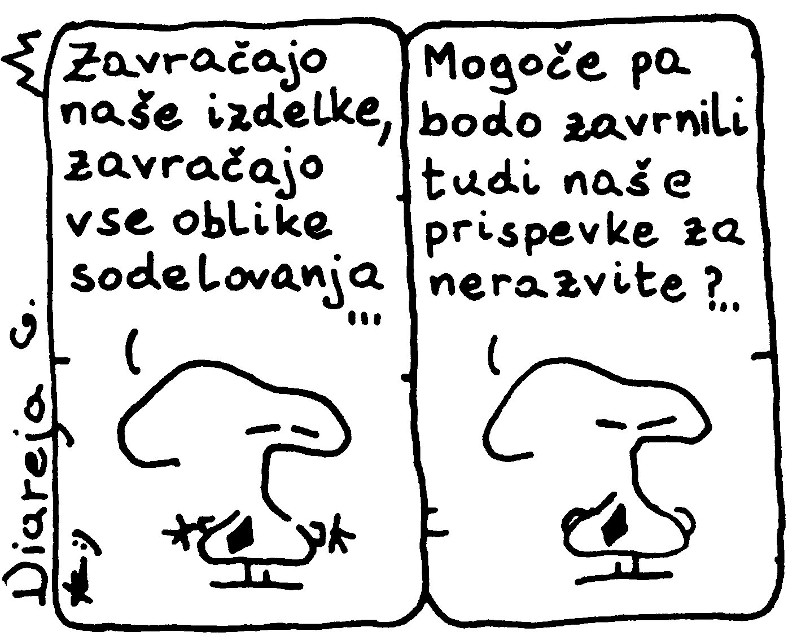 Zavračajo
naše izdelke,
zavračajo
vse oblike
sodelovanja
...
Mogoče pa
bodo zavrnili
tudi naše
prispevke za
nerazvite?...
Diareja G.